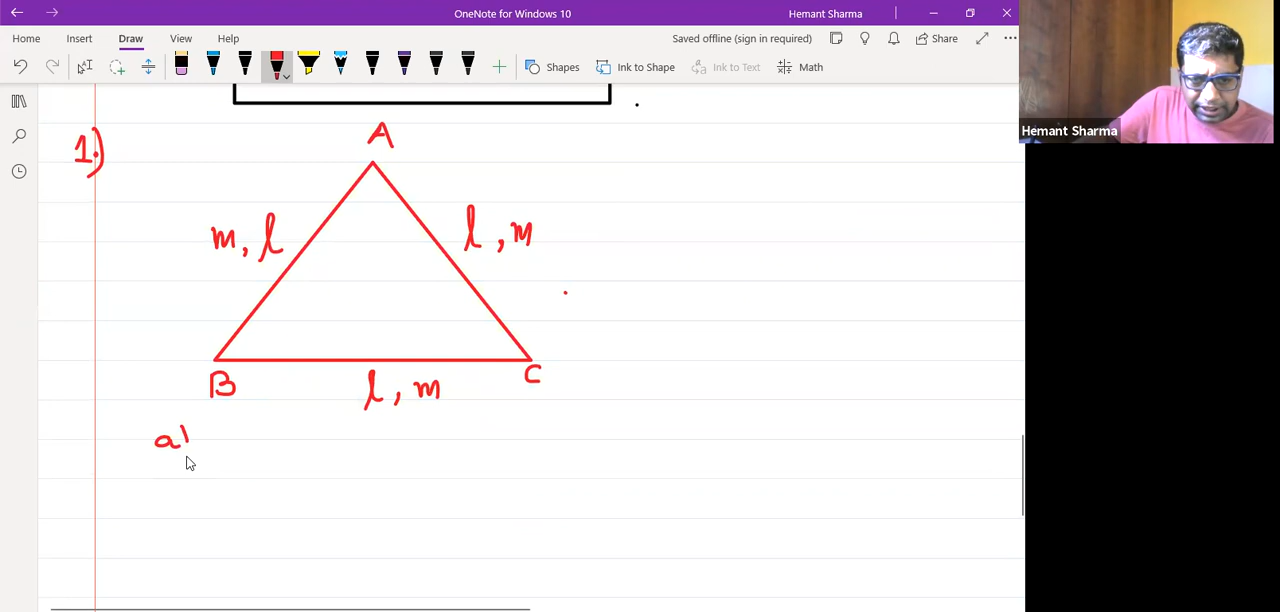 OneNote for Windows 10
Hemant Sharma
Home Insert Draw View Help
Saved offline (sign in required)
Share
Shapes
Ink to Shape
Ink to Text
Math
Hemant Sharma
1.)
A
m, l
l, m
B
C
l, m
a)